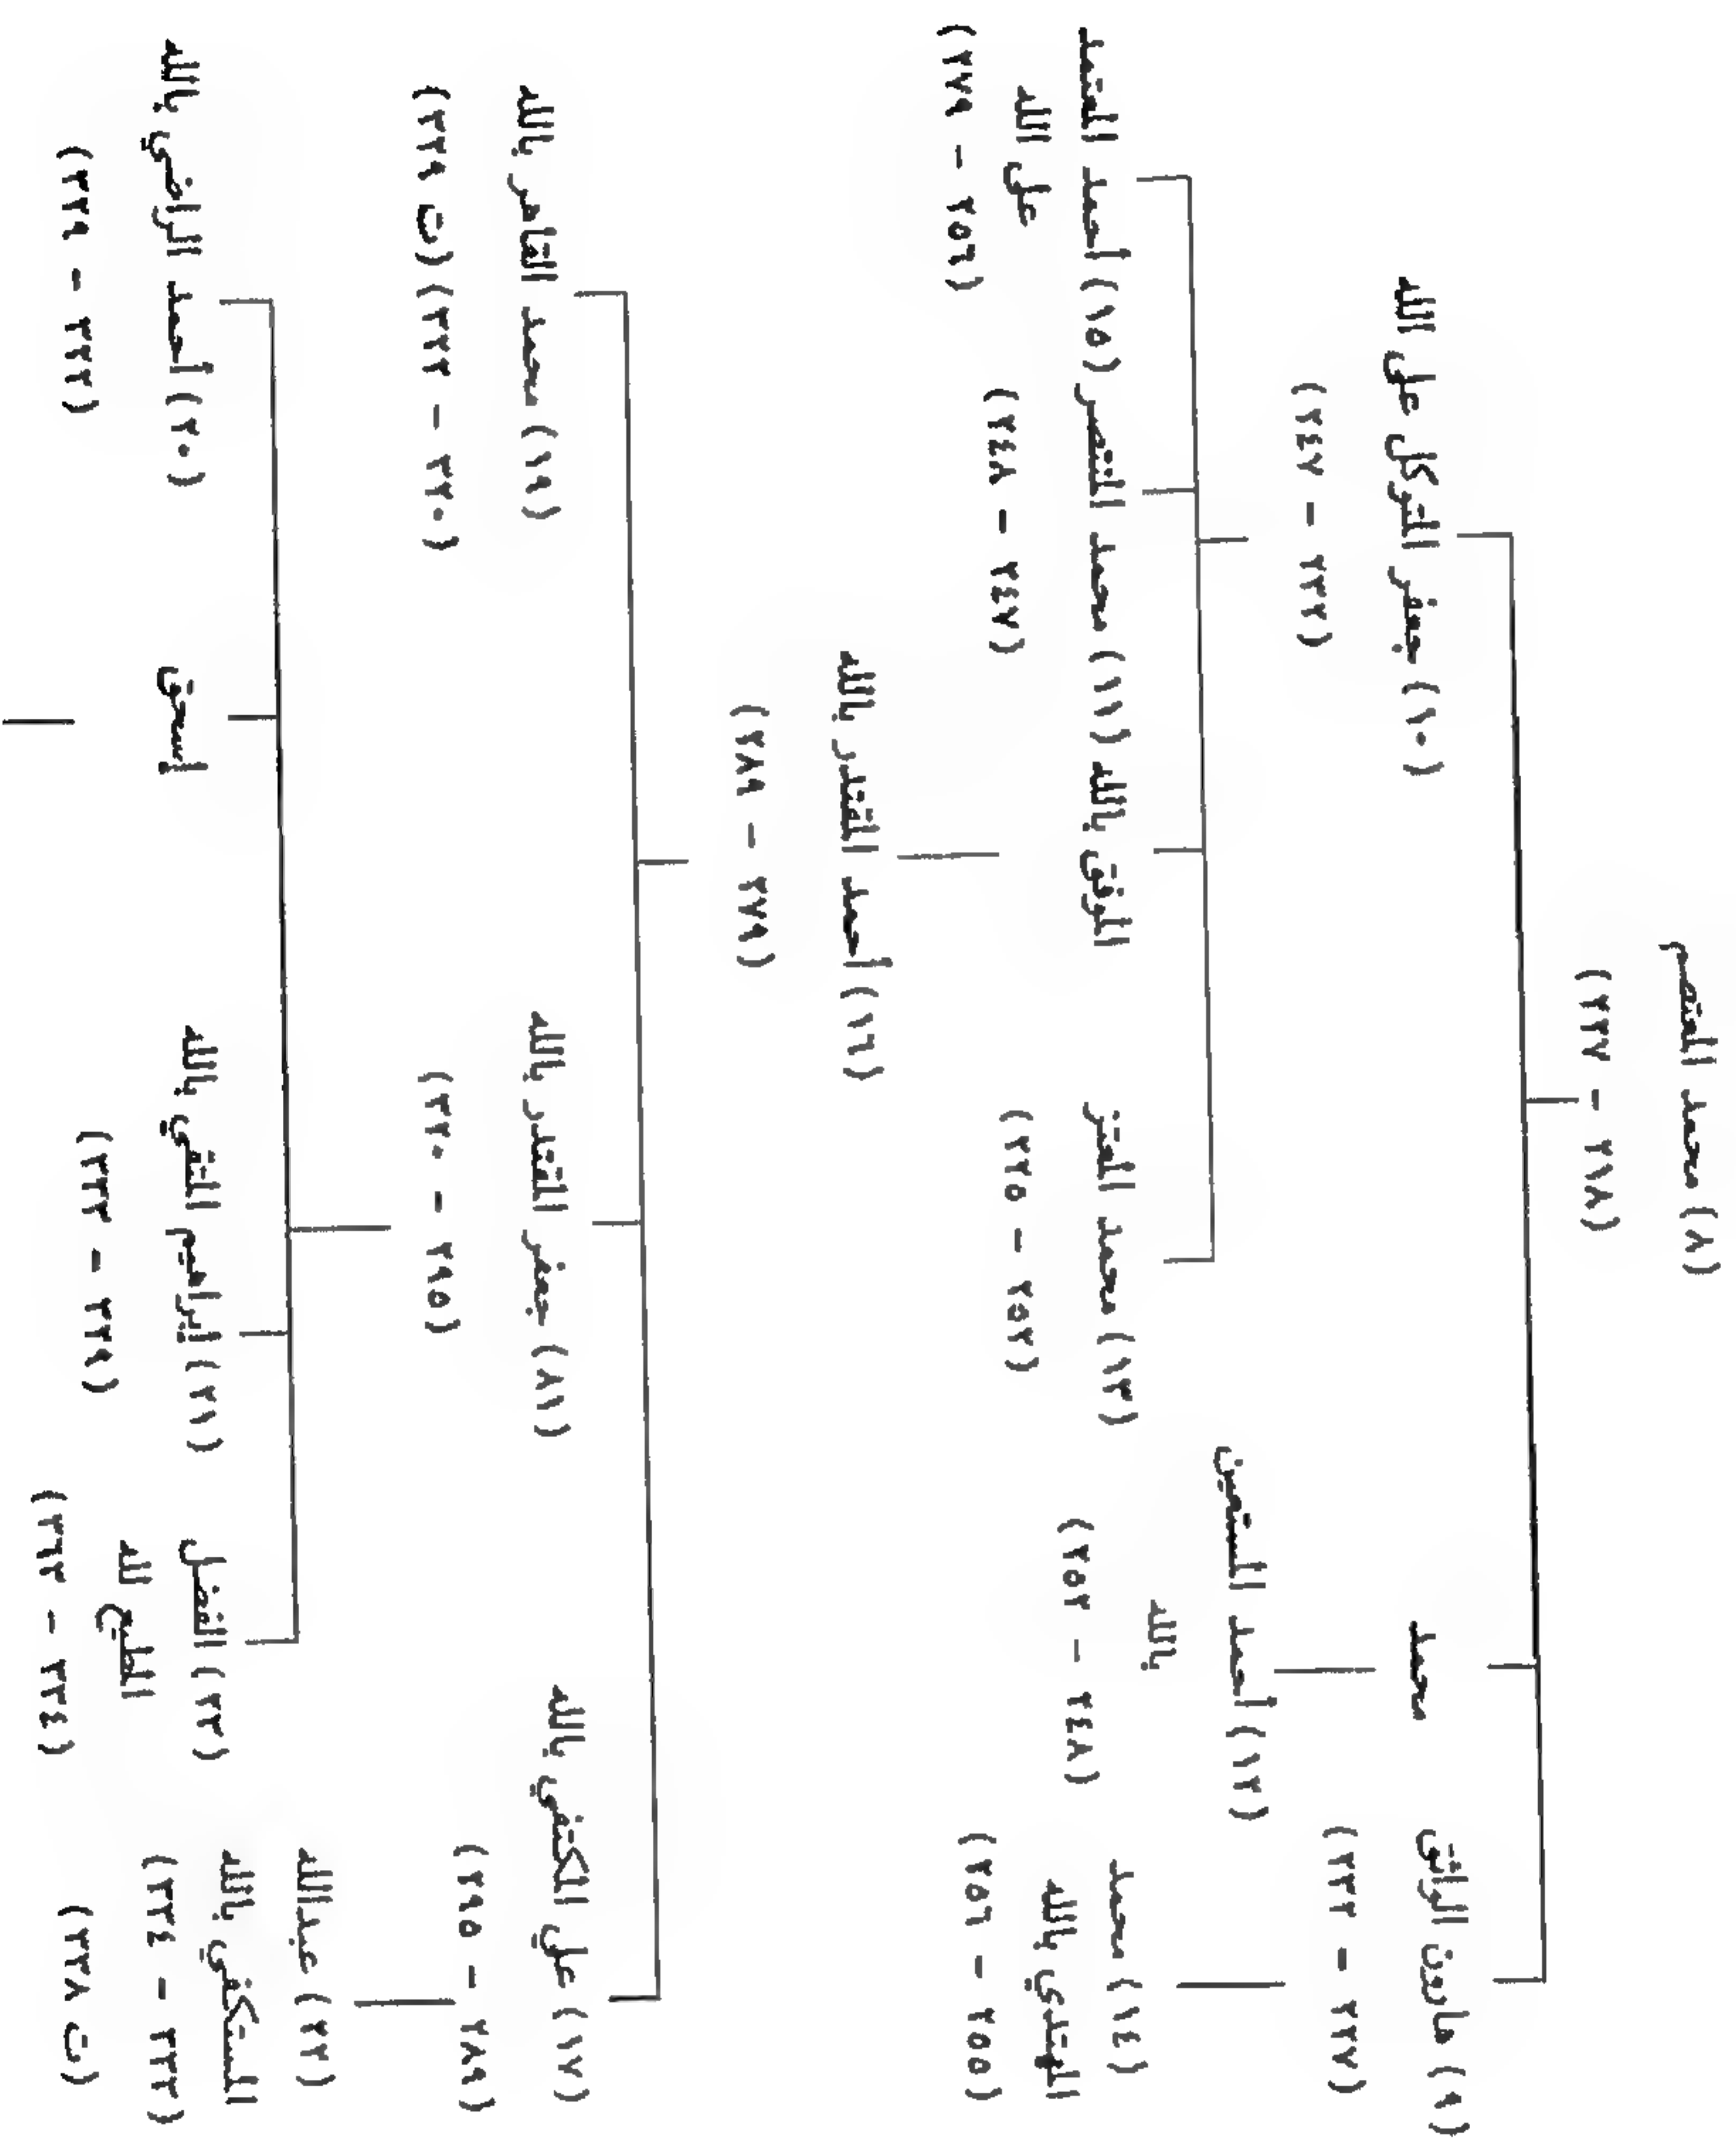 (٨) محمد المعتصم
(٢١٨ - ٢٢٧)
(٩) هارون الواثق
(٢٢٧ - ٢٣٢)
محمد
(١٠) جعفر المتوكل على الله
(٢٣٢ - ٢٤٧)
(١٤) محمد
المهتدي بالله
(٢٥٥ - ٢٥٦)
(١٢) أحمد المستعين
بالله
(٢٤٨ - ٢٥٢)
(١٣) محمد المعتز
(٢٥٢ - ٢٢٥)
الموفق بالله
(١١) محمد المنتصر
(٢٤٧ - ٢٤٨)
(١٥) أحمد المعتمد
على الله
(٢٥٦ - ٢٧٩)
(١٦) أحمد المقتدر بالله
(٢٧٩ - ٢٨٩)
(١٧) علي المكتفي بالله
(٢٨٩ - ٢٩٥)
(٨١) جعفر المقتدر بالله
(٢٩٥ - ٣٢٠)
(١٩) محمد القاهر بالله
(٣٢٠ - ٣٢٢) (ت ٣٣٩)
(٢٢) عبدالله
المستكفي بالله
(٣٣٣ - ٣٣٤)
(ت ٣٣٨)
(٢٣) الفضل
المطيع لله
(٣٣٤ - ٣٦٣)
(٢١) إبراهيم المتقي بالله
(٣٢٩ - ٣٣٣)
إسحق
(٢٠) أحمد الراضي بالله
(٣٢٢ - ٣٢٩)